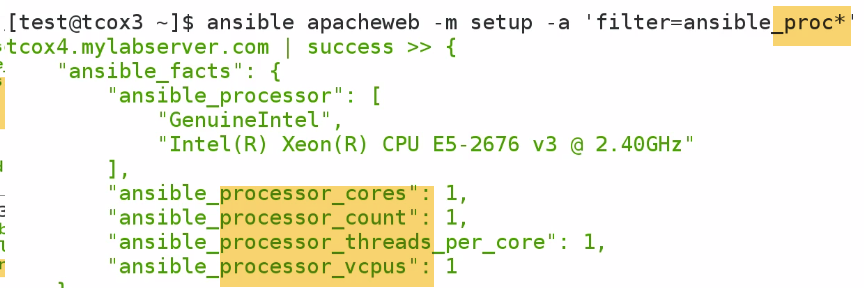 [test@tcox3 ~]$ ansible apacheweb -m setup -a 'filter=ansible_proc*'
tcox4.mylabserver.com | success >> {
    "ansible_facts": {
        "ansible_processor": [
            "GenuineIntel",
            "Intel(R) Xeon(R) CPU E5-2676 v3 @ 2.40GHz"
        ],
        "ansible_processor_cores": 1,
        "ansible_processor_count": 1,
        "ansible_processor_threads_per_core": 1,
        "ansible_processor_vcpus": 1
    }